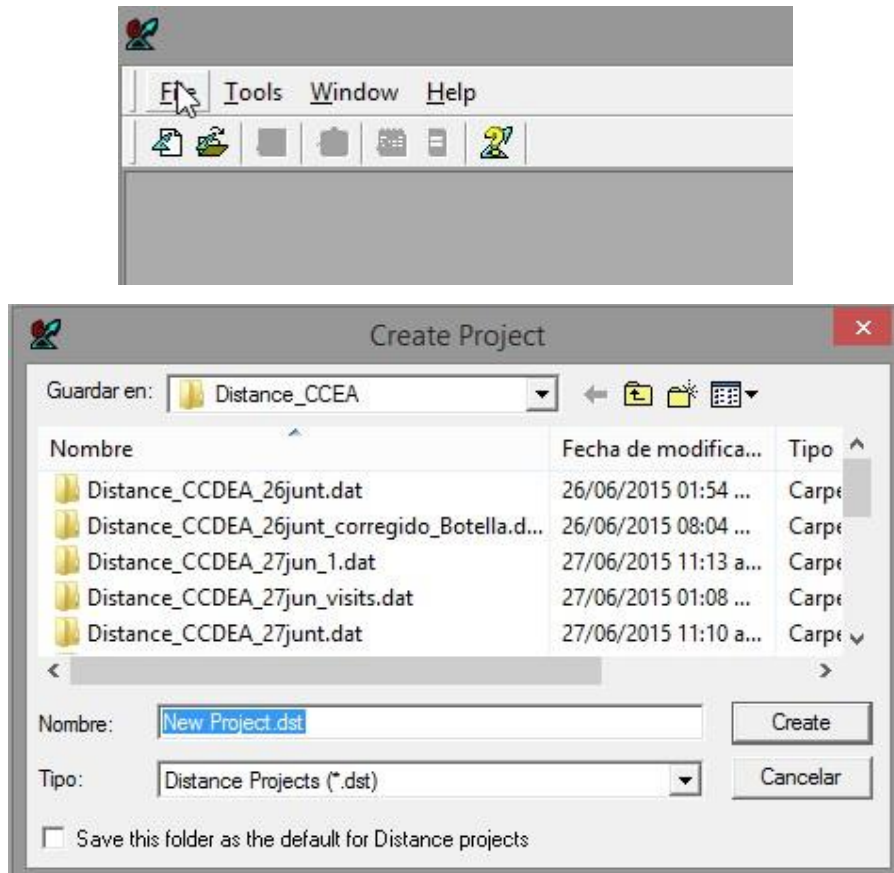 File Tools Window Help
Create Project
Guardar en: Distance_CCEA
Nombre Fecha de modifica... Tipo
Distance_CCDEA_26junt.dat 26/06/2015 01:54 ... Carpe
Distance_CCDEA_26junt_corregido_Botella.d... 26/06/2015 08:04 ... Carpe
Distance_CCDEA_27jun_1.dat 27/06/2015 11:13 a... Carpe
Distance_CCDEA_27jun_visits.dat 27/06/2015 01:08 ... Carpe
Distance_CCDEA_27junt.dat 27/06/2015 11:10 a... Carpe
Nombre: New Project.dst Create
Tipo: Distance Projects (*.dst) Cancelar
Save this folder as the default for Distance projects